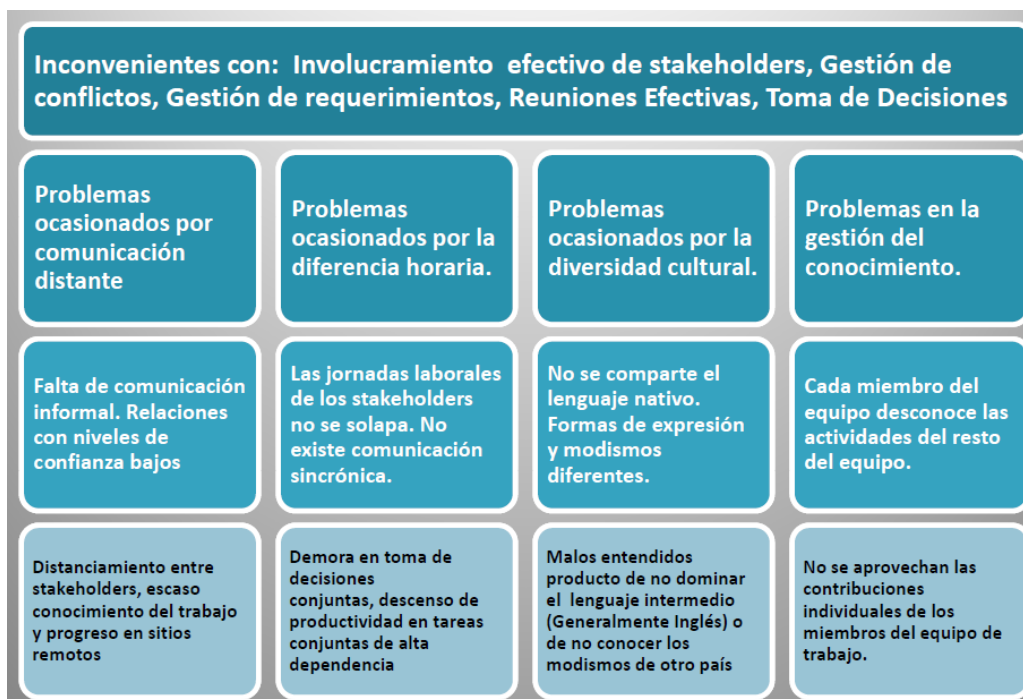 Inconvenientes con: Involucramiento efectivo de stakeholders, Gestión de
conflictos, Gestión de requerimientos, Reuniones Efectivas, Toma de Decisiones
Problemas
ocasionados por
comunicación
distante
Problemas
ocasionados por la
diferencia horaria.
Problemas
ocasionados por la
diversidad cultural.
Problemas en la
gestión del
conocimiento.
Falta de comunicación
informal. Relaciones
con niveles de
confianza bajos
Las jornadas laborales
de los stakeholders
no se solapa. No
existe comunicación
sincrónica.
No se comparte el
lenguaje nativo.
Formas de expresión
y modismos
diferentes.
Cada miembro del
equipo desconoce las
actividades del resto
del equipo.
Distanciamiento entre
stakeholders, escaso
conocimiento del trabajo
y progreso en sitios
remotos
Demora en toma de
decisiones
conjuntas, descenso de
productividad en tareas
conjuntas de alta
dependencia
Malos entendidos
producto de no dominar
el lenguaje intermedio
(Generalmente Inglés) o
de no conocer los
modismos de otro país
No se aprovechan las
contribuciones
individuales de los
miembros del equipo de
trabajo.